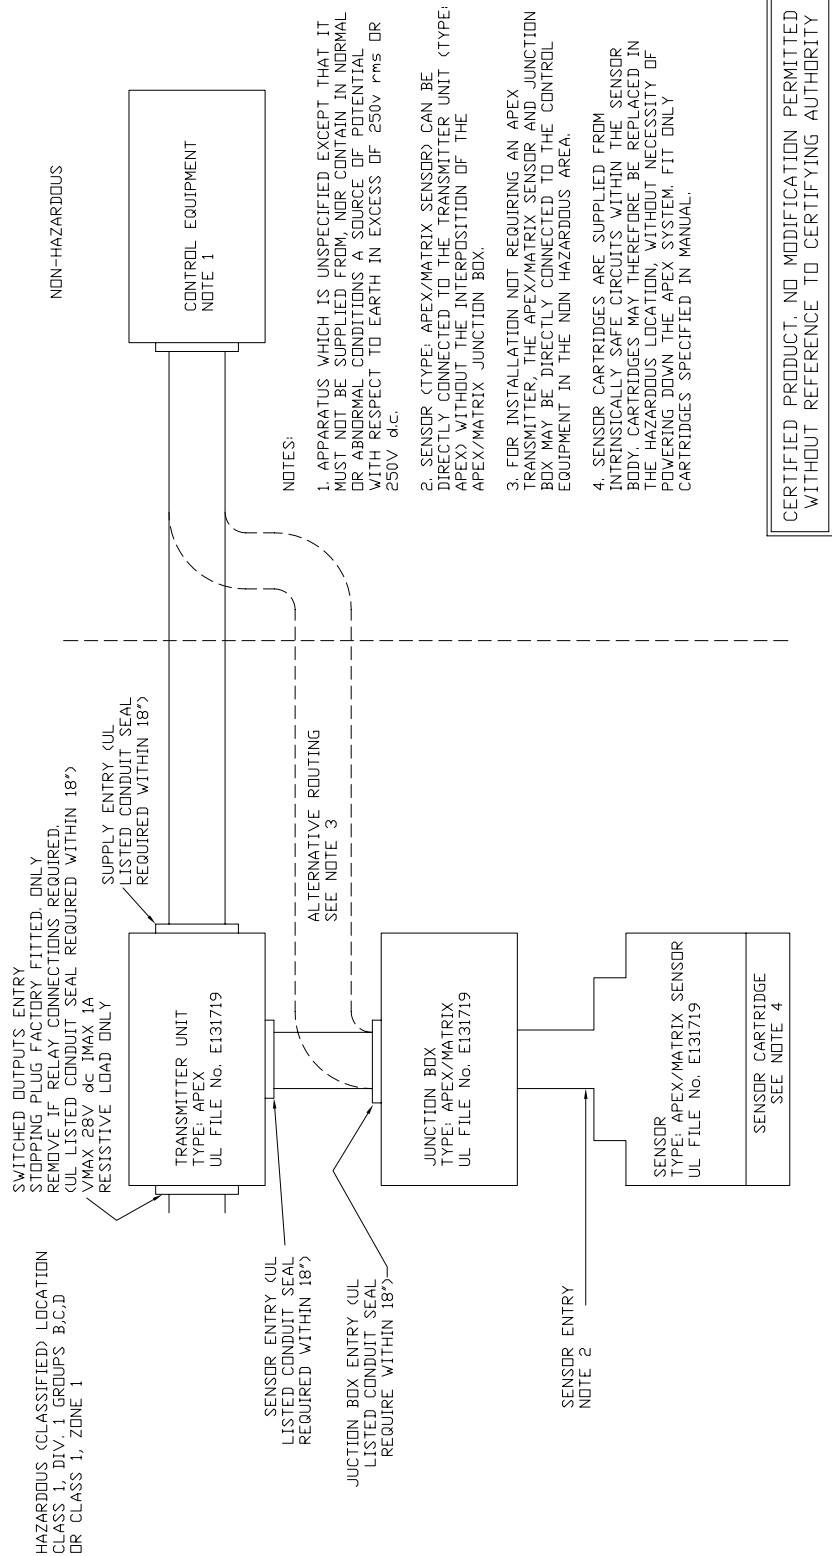 HAZARDOUS (CLASSIFIED) LOCATION
CLASS 1, DIV. 1 GROUPS B,C,D
OR CLASS 1, ZONE 1
SWITCHED OUTPUTS ENTRY
STOPPING PLUG FACTORY FITTED. ONLY
REMOVE IF RELAY CONNECTIONS REQUIRED.
(UL LISTED CONDUIT SEAL REQUIRED WITHIN 18")
VMAX 28V dc IMAX 1A
RESISTIVE LOAD ONLY
SUPPLY ENTRY (UL
LISTED CONDUIT SEAL
REQUIRED WITHIN 18")
NON-HAZARDOUS
TRANSMITTER UNIT
TYPE: APEX
UL FILE No. E131719
CONTROL EQUIPMENT
NOTE 1
SENSOR ENTRY (UL
LISTED CONDUIT SEAL
REQUIRED WITHIN 18")
ALTERNATIVE ROUTING
SEE NOTE 3
JUCTION BOX ENTRY (UL
LISTED CONDUIT SEAL
REQUIRE WITHIN 18")
JUNCTION BOX
TYPE: APEX/MATRIX
UL FILE No. E131719
SENSOR ENTRY
NOTE 2
SENSOR
TYPE: APEX/MATRIX SENSOR
UL FILE No. E131719
SENSOR CARTRIDGE
SEE NOTE 4
NOTES:
1. APPARATUS WHICH IS UNSPECIFIED EXCEPT THAT IT
MUST NOT BE SUPPLIED FROM, NOR CONTAIN IN NORMAL
OR ABNORMAL CONDITIONS A SOURCE OF POTENTIAL
WITH RESPECT TO EARTH IN EXCESS OF 250v rms OR
250V d.c.
2. SENSOR (TYPE: APEX/MATRIX SENSOR) CAN BE
DIRECTLY CONNECTED TO THE TRANSMITTER UNIT (TYPE:
APEX) WITHOUT THE INTERPOSITION OF THE
APEX/MATRIX JUNCTION BOX.
3. FOR INSTALLATION NOT REQUIRING AN APEX
TRANSMITTER, THE APEX/MATRIX SENSOR AND JUNCTION
BOX MAY BE DIRECTLY CONNECTED TO THE CONTROL
EQUIPMENT IN THE NON HAZARDOUS AREA.
4. SENSOR CARTRIDGES ARE SUPPLIED FROM
INTRINSICALLY SAFE CIRCUITS WITHIN THE SENSOR
BODY. CARTRIDGES MAY THEREFORE BE REPLACED IN
THE HAZARDOUS LOCATION, WITHOUT NECESSITY OF
POWERING DOWN THE APEX SYSTEM. FIT ONLY
CARTRIDGES SPECIFIED IN MANUAL.
CERTIFIED PRODUCT. NO MODIFICATION PERMITTED
WITHOUT REFERENCE TO CERTIFYING AUTHORITY